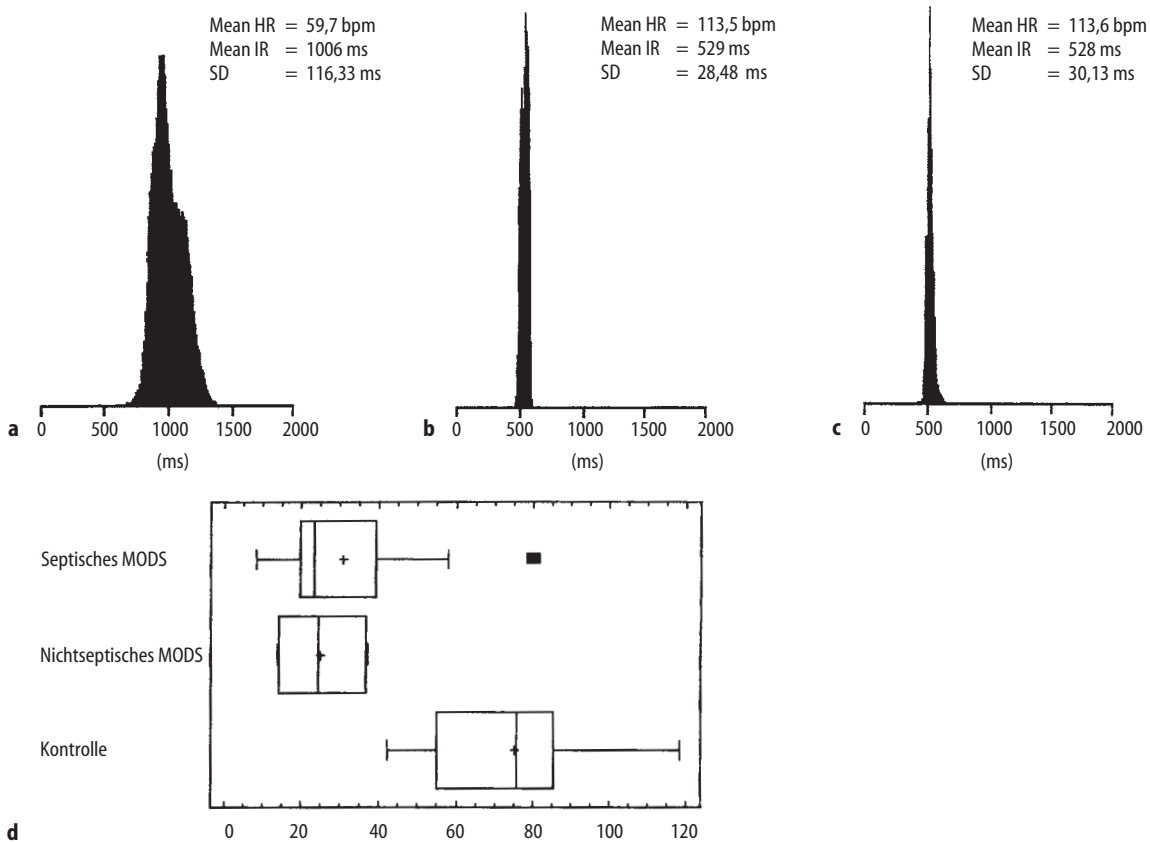 Mean HR = 59,7 bpm
Mean IR = 1006 ms
SD = 116,33 ms
Mean HR = 113,5 bpm
Mean IR = 529 ms
SD = 28,48 ms
Mean HR = 113,6 bpm
Mean IR = 528 ms
SD = 30,13 ms
a 0 500 1000 1500 2000
(ms)
b 0 500 1000 1500 2000
(ms)
c 0 500 1000 1500 2000
(ms)
Septisches MODS
Nichtseptisches MODS
Kontrolle
d 0 20 40 60 80 100 120